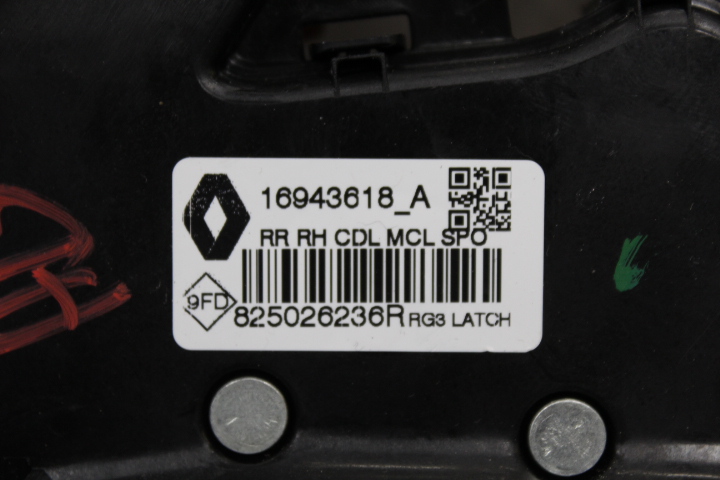 16943618_A
RR RH CDL MCL SPO
9FD
825026236R RG3 LATCH